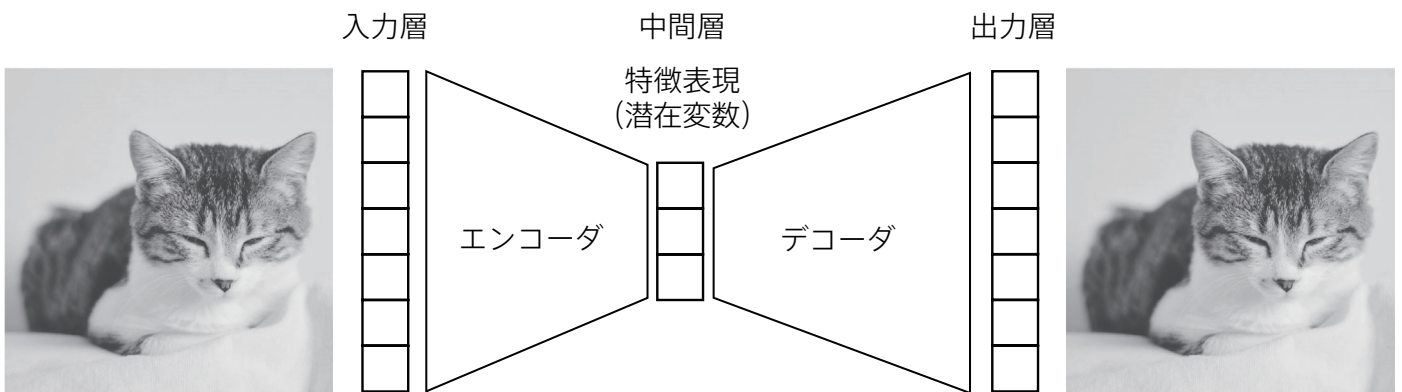 入力層
中間層
出力層
特徴表現
(潜在変数)
エンコーダ
デコーダ